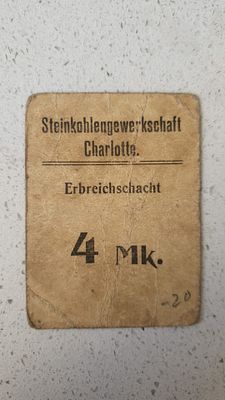 Steinkohlengewerkschaft
Charlotte.
Erbreichschacht
4 Mk.
-20